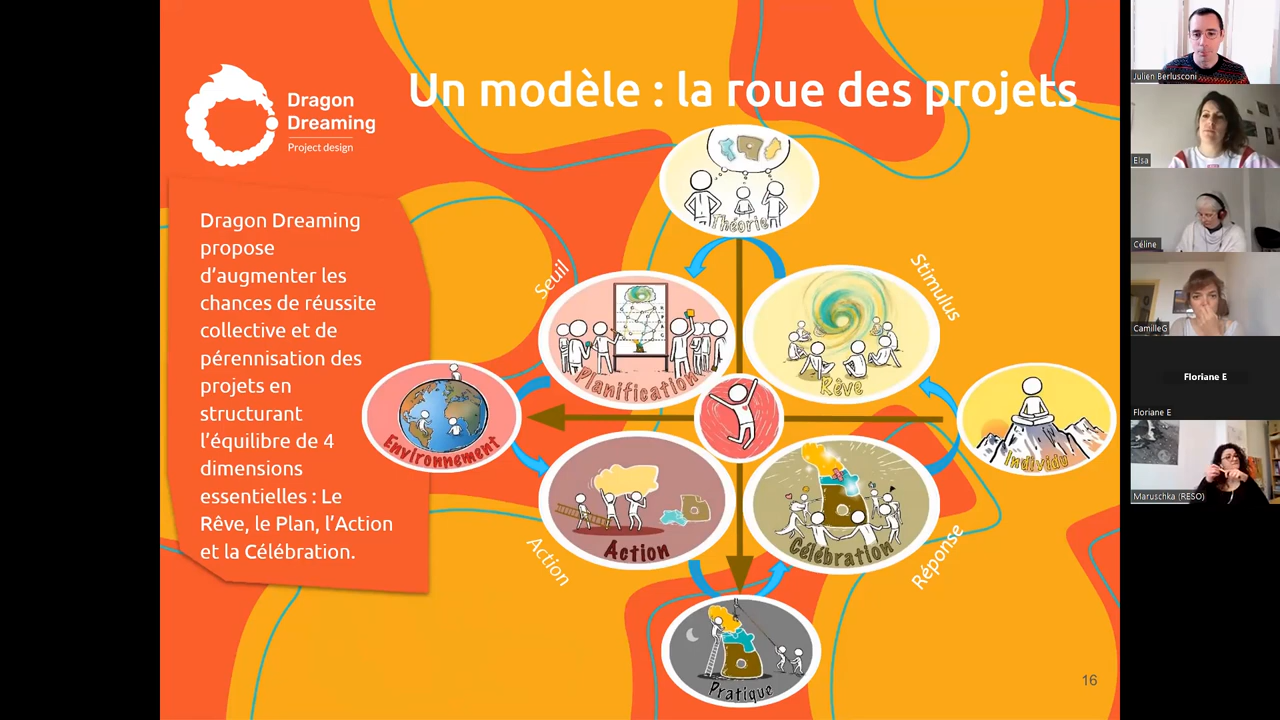 Un modèle : la roue des projets
Dragon
Dreaming
Project design
Dragon Dreaming
propose
d'augmenter les
chances de réussite
collective et de
pérennisation des
projets en
structurant
l'équilibre de 4
dimensions
essentielles : Le
Rêve, le Plan, l'Action
et la Célébration.
Théorie
Seuil
Stimulus
Planification
Rêve
Environnement
Individu
Action
Célébration
Action
Réponse
Pratique
16
Julien Berlusconi
Elsa
Céline
CamilleG
Floriane E
Floriane E
Maruschka (RESO)